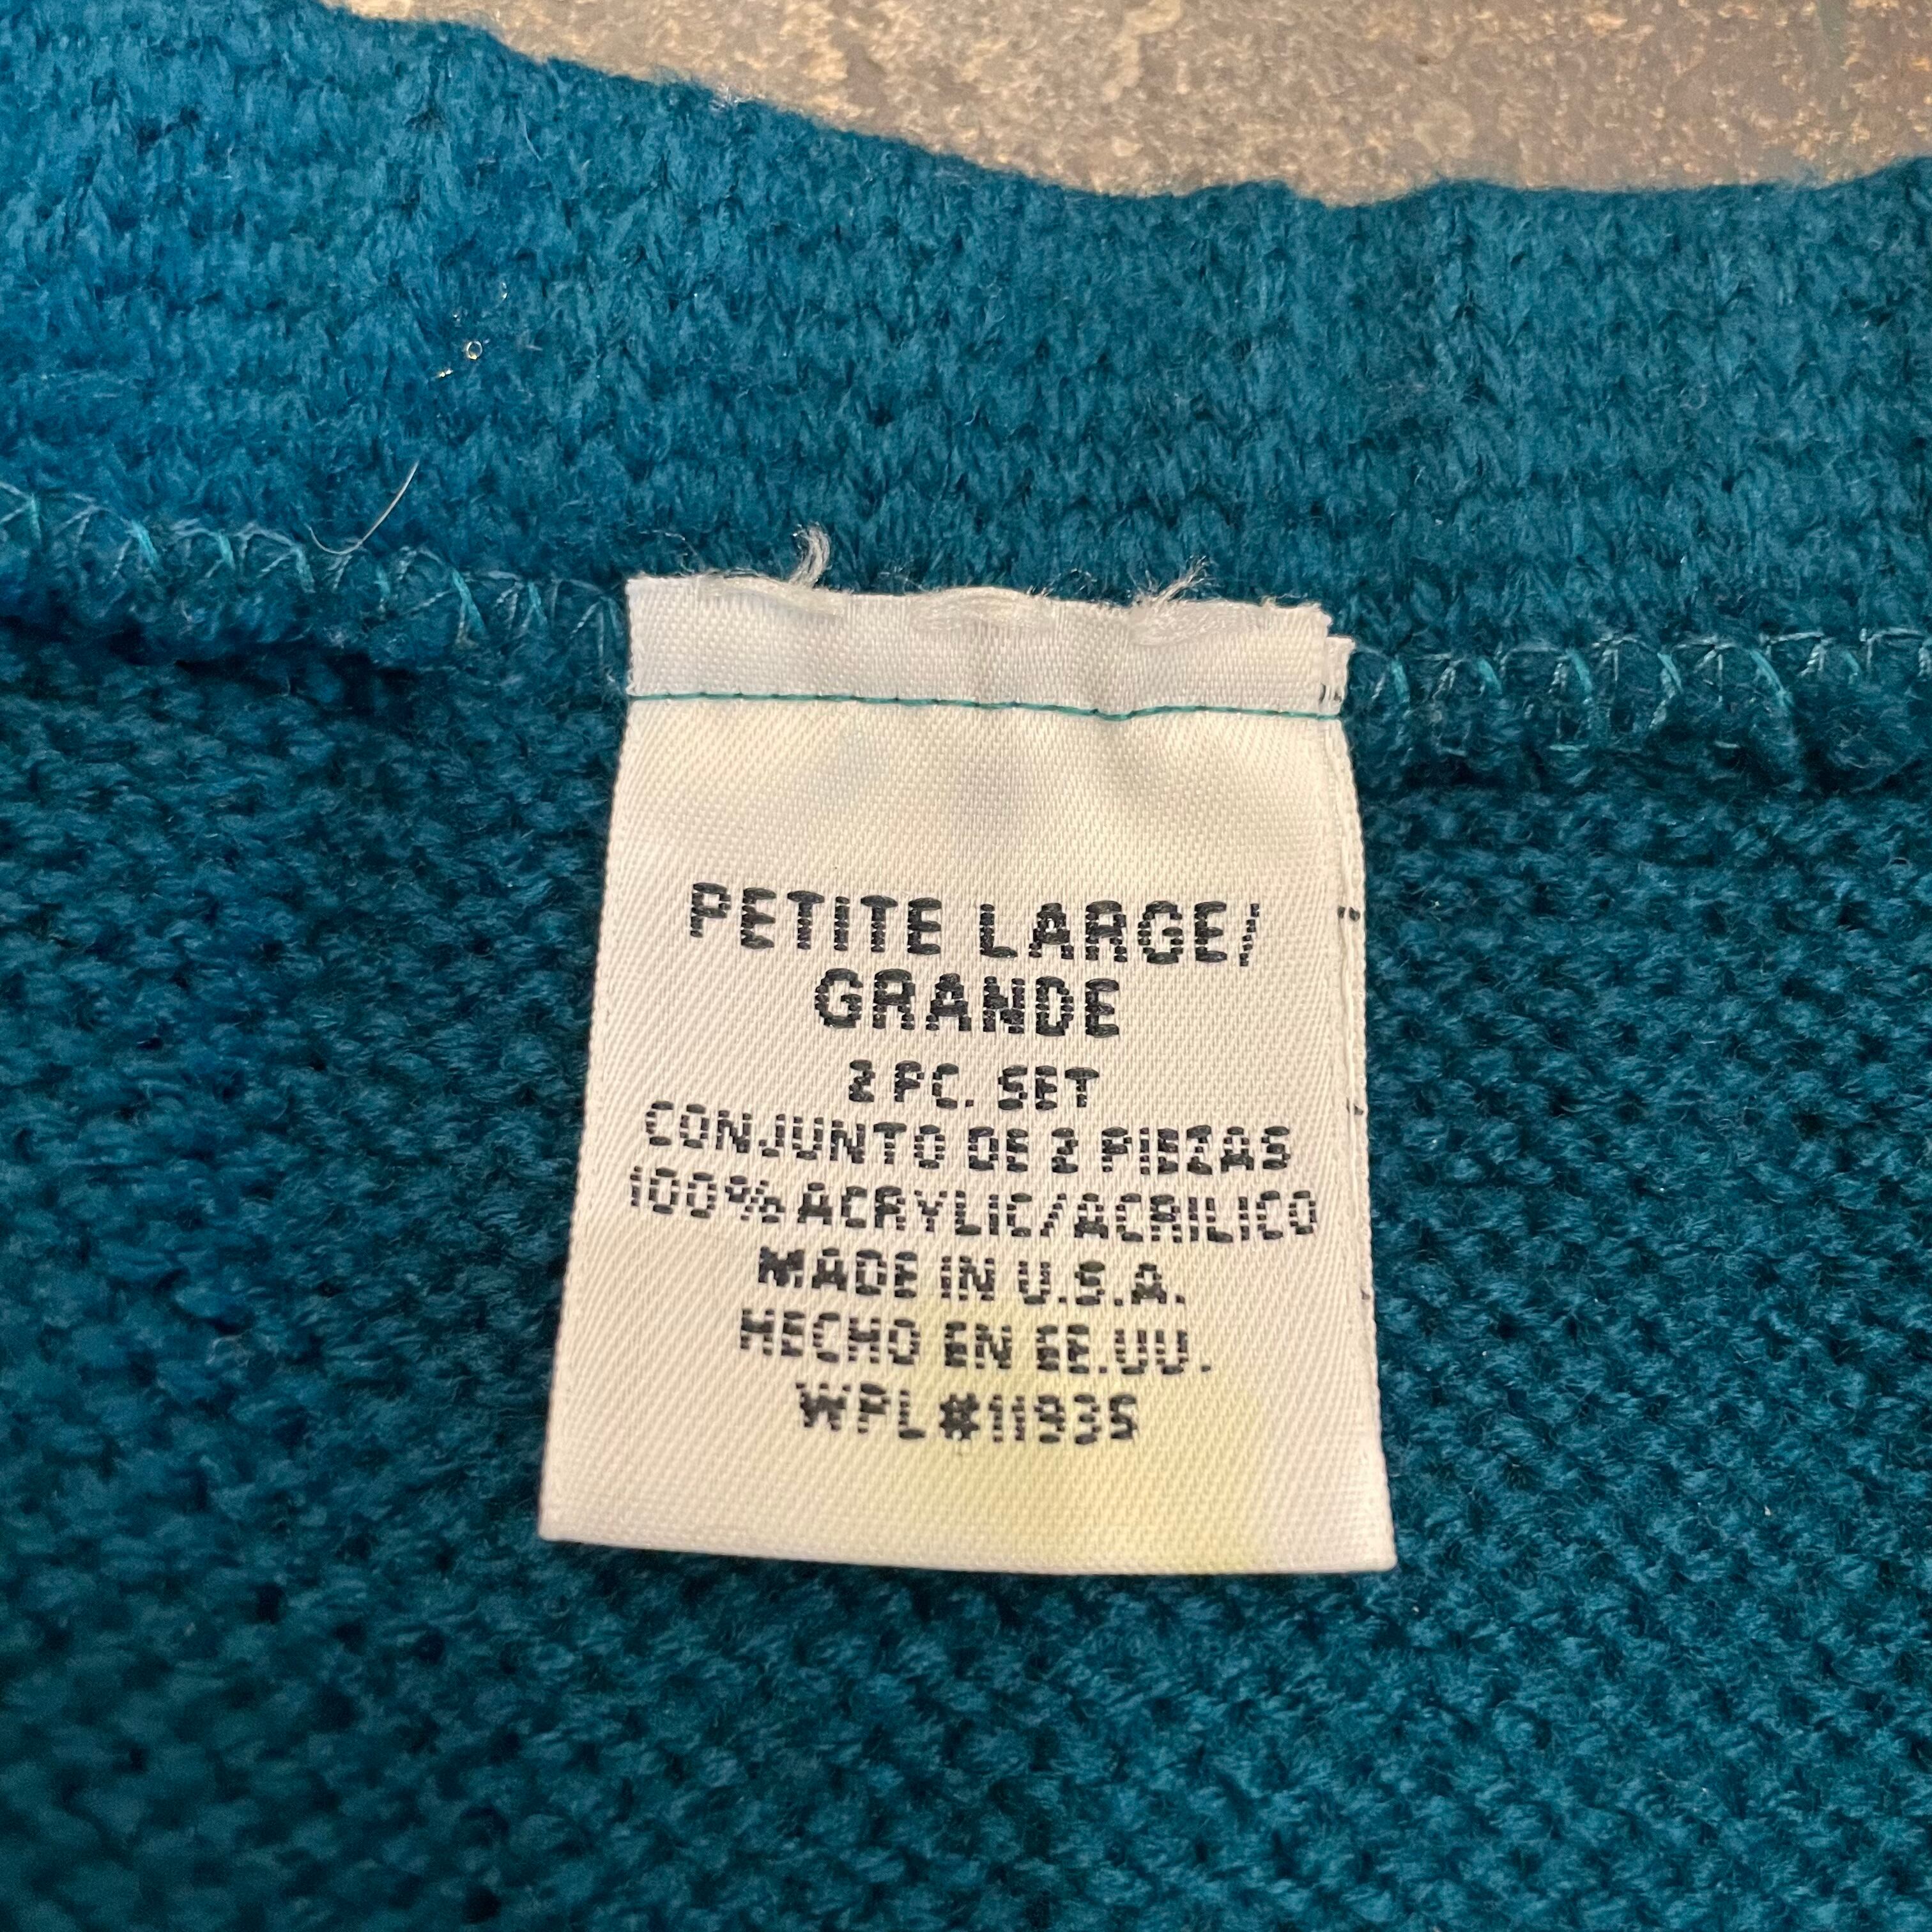 PETITE LARGE/
GRANDE
2 PC. SET
CONJUNTO DE 2 PIEZAS
100% ACRYLIC/ACRILICO
MADE IN U.S.A.
HECHO EN EE.UU.
WPL #11935